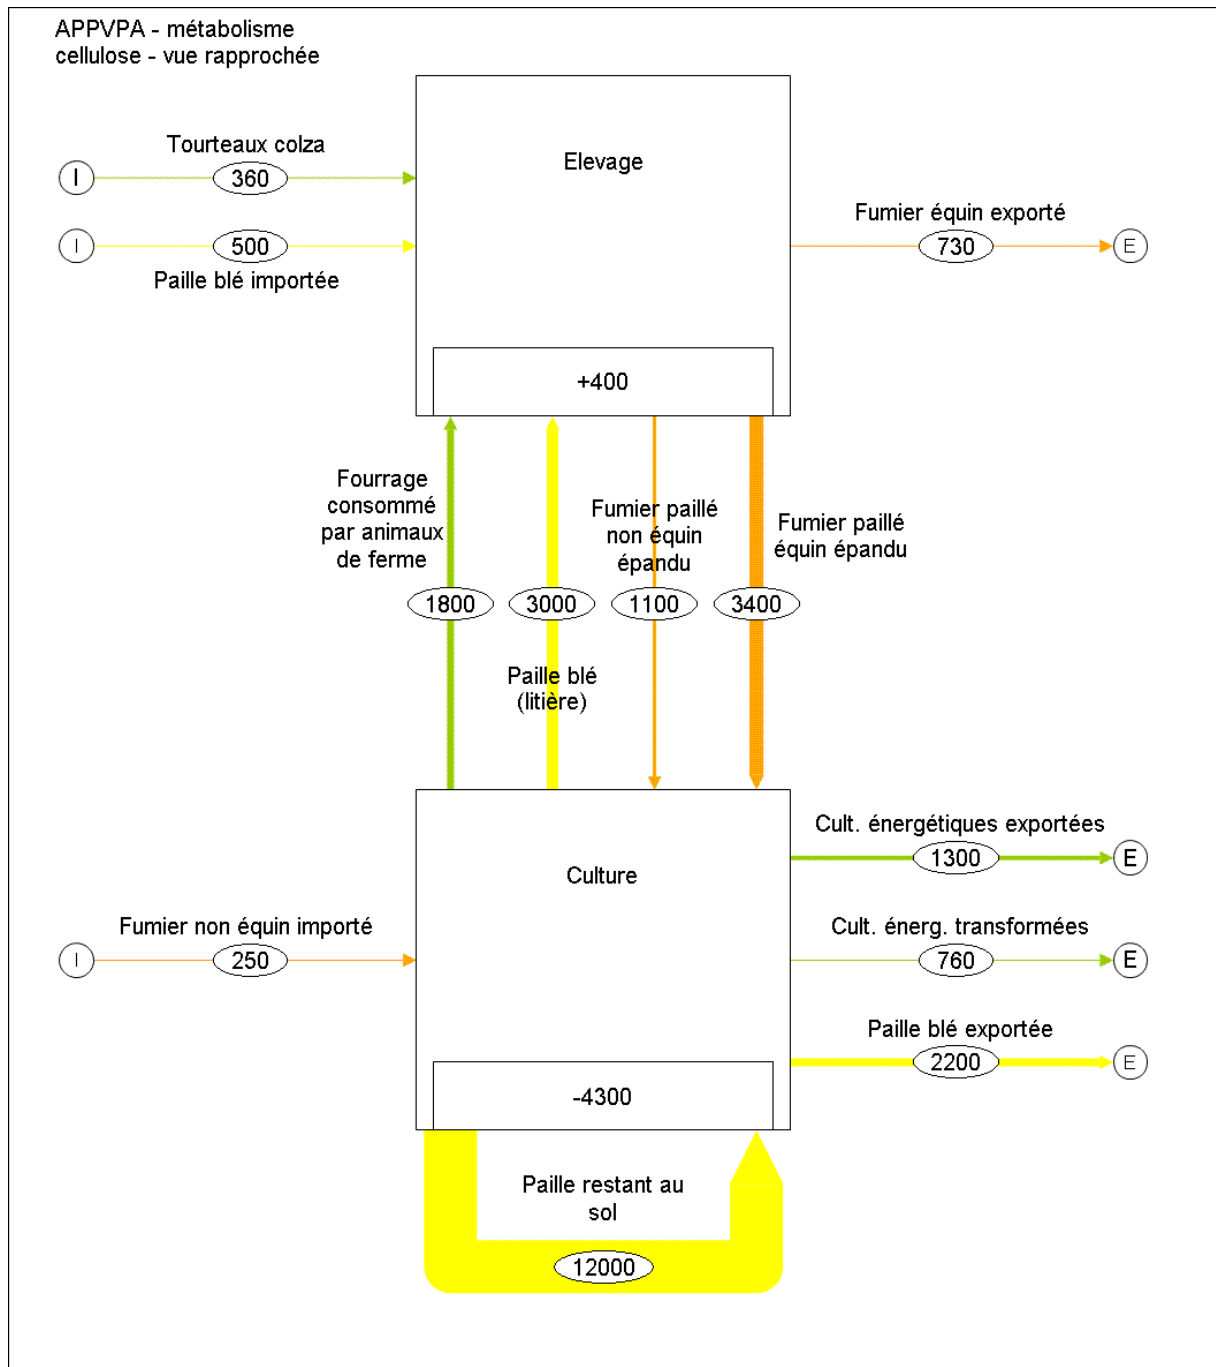 APPVPA - métabolisme
cellulose - vue rapprochée
Elevage
Tourteaux colza
I
360
I
500
Paille blé importée
Fumier équin exporté
730
E
+400
Fourrage
consommé
par animaux
de ferme
Fumier paillé
non équin
épandu
Fumier paillé
équin épandu
1800
3000
1100
3400
Paille blé
(litière)
Culture
Cult. énergétiques exportées
1300
E
Fumier non équin importé
I
250
Cult. énerg. transformées
760
E
Paille blé exportée
2200
E
-4300
Paille restant au
sol
12000